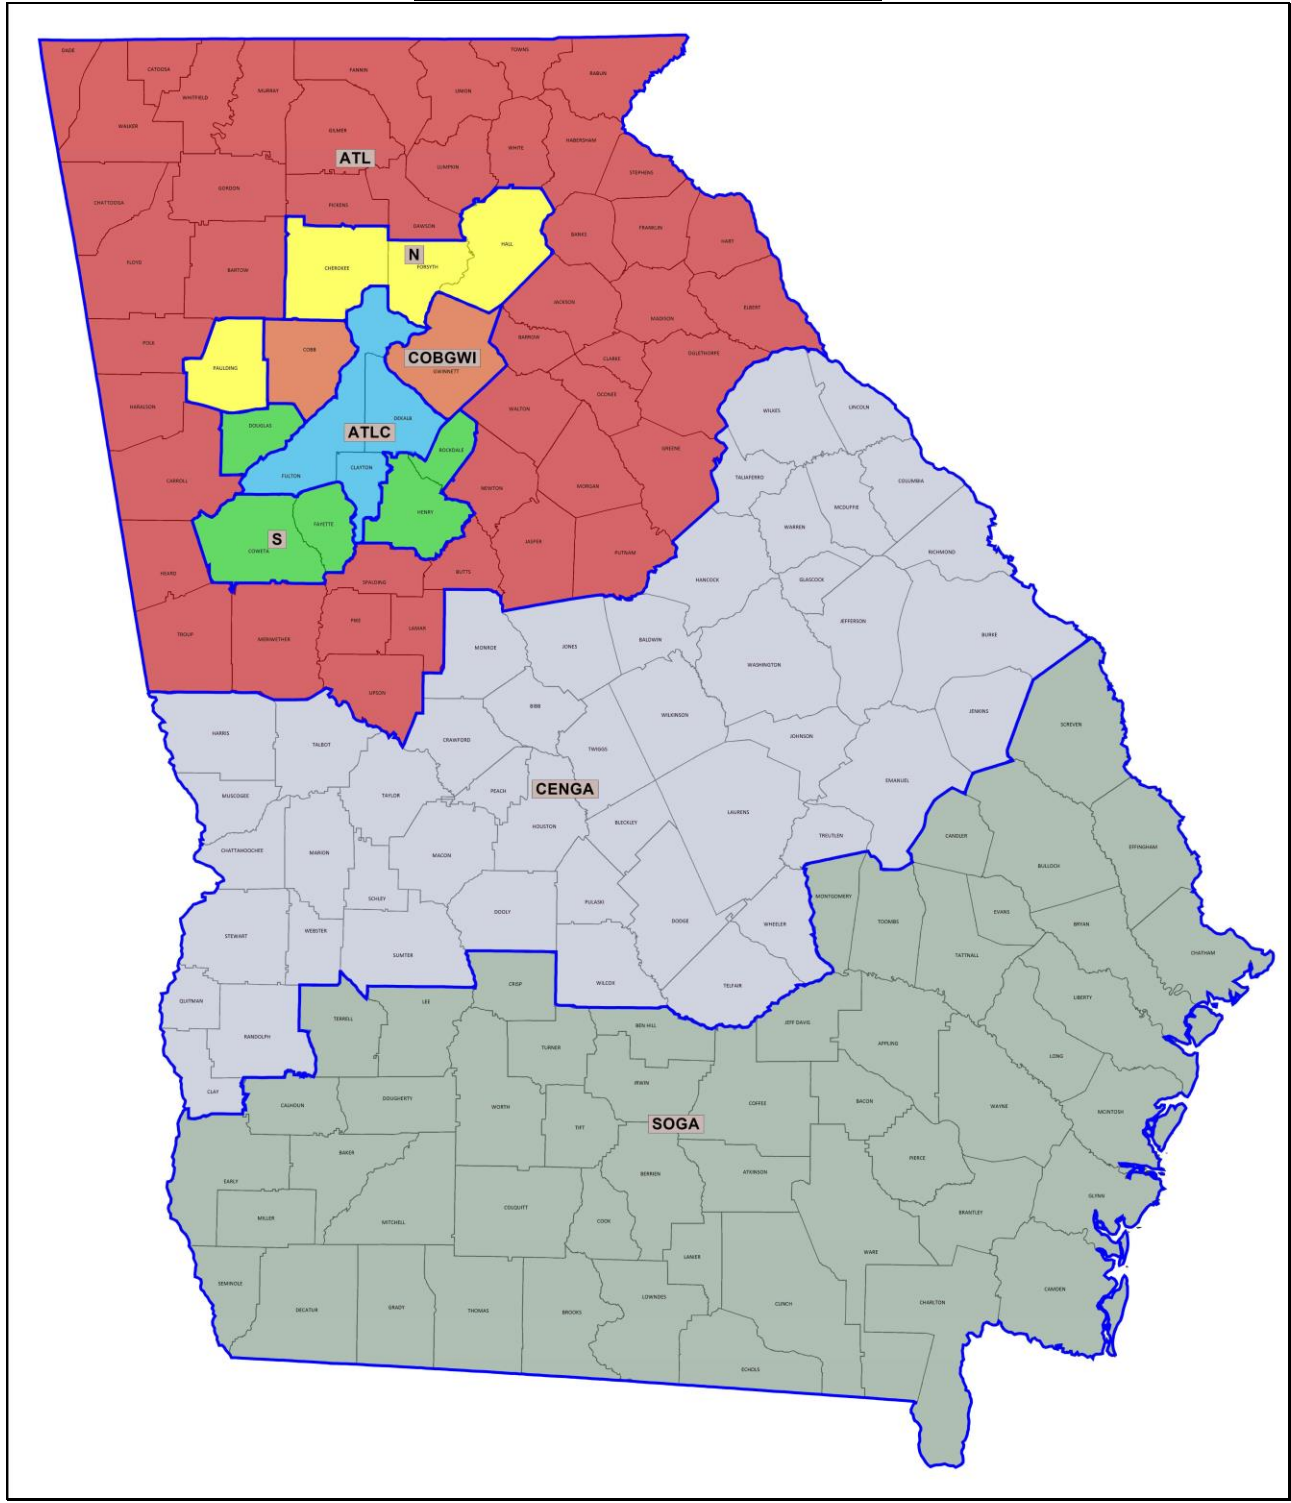 DADE
CATOOSA
FANNIN
TOWNS
RABUN
WHITFIELD
MURRAY
UNION
WALKER
GILMER
HABERSHAM
WHITE
ATL
LUMPKIN
STEPHENS
GORDON
CHATTOOGA
PICKENS
DAWSON
FRANKLIN
BANKS
HART
HALL
N
FLOYD
BARTOW
CHEROKEE
FORSYTH
JACKSON
ELBERT
MADISON
POLK
BARROW
COBB
COBGWI
CLARKE
OGLETHORPE
PAULDING
GWINNETT
OCONEE
HARALSON
WALTON
WILKES
LINCOLN
DOUGLAS
DEKALB
ATLC
ROCKDALE
GREENE
CLAYTON
CARROLL
FULTON
NEWTON
MORGAN
TALIAFERRO
COLUMBIA
MCDUFFIE
HENRY
FAYETTE
WARREN
S
COWETA
JASPER
PUTNAM
RICHMOND
HEARD
SPALDING
BUTTS
HANCOCK
GLASCOCK
PIKE
LAMAR
JEFFERSON
TROUP
MERIWETHER
MONROE
JONES
BALDWIN
BURKE
WASHINGTON
UPSON
BIBB
WILKINSON
JENKINS
SCREVEN
HARRIS
TALBOT
CRAWFORD
TWIGGS
JOHNSON
EMANUEL
MUSCOGEE
TAYLOR
PEACH
CENGA
LAURENS
HOUSTON
BLECKLEY
TREUTLEN
CANDLER
CHATTAHOOCHEE
MARION
MACON
EFFINGHAM
BULLOCH
SCHLEY
DOOLY
PULASKI
MONTGOMERY
STEWART
WEBSTER
DODGE
WHEELER
TOOMBS
EVANS
BRYAN
SUMTER
TATTNALL
CHATHAM
CRISP
WILCOX
TELFAIR
QUITMAN
LEE
LIBERTY
TERRELL
BEN HILL
JEFF DAVIS
RANDOLPH
TURNER
APPLING
LONG
CLAY
IRWIN
CALHOUN
DOUGHERTY
WORTH
COFFEE
BACON
WAYNE
MCINTOSH
TIFT
SOGA
BAKER
PIERCE
EARLY
BERRIEN
ATKINSON
GLYNN
MILLER
MITCHELL
COLQUITT
COOK
BRANTLEY
LANIER
WARE
SEMINOLE
DECATUR
GRADY
THOMAS
BROOKS
LOWNDES
CLINCH
CHARLTON
CAMDEN
ECHOLS